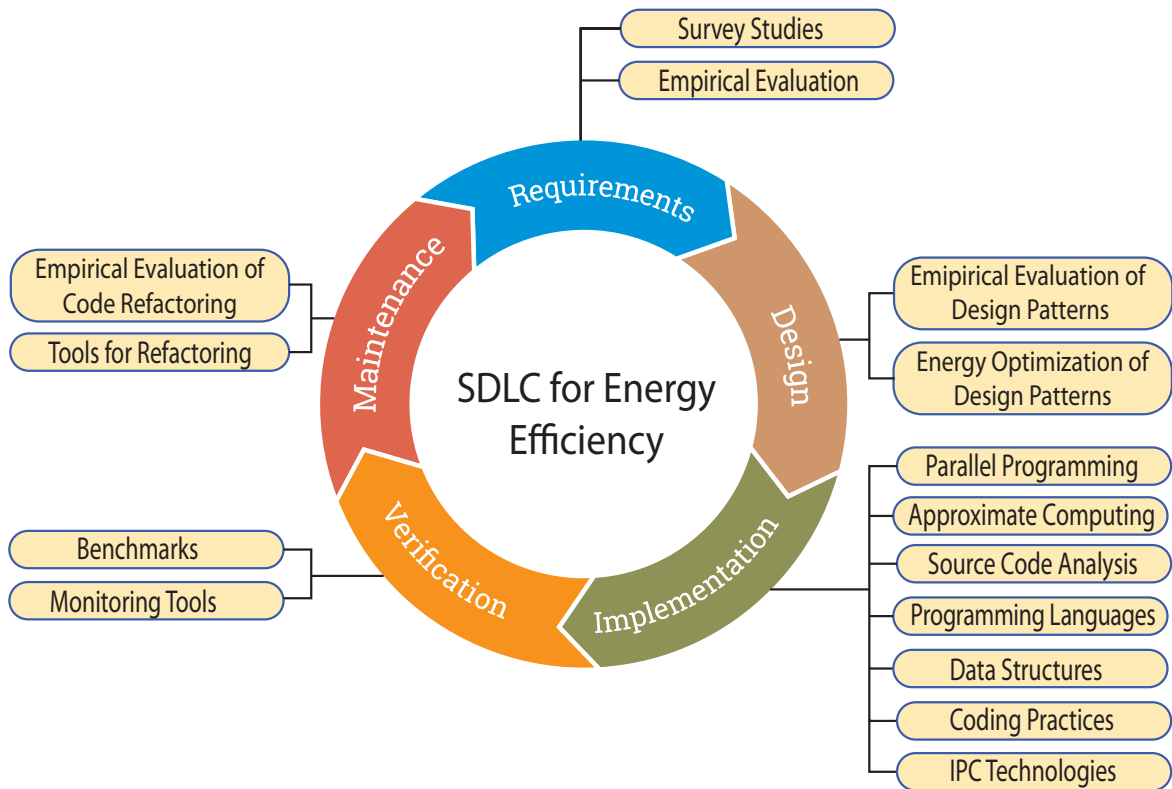 Survey Studies
Empirical Evaluation
Requirements
Design
Implementation
Verification
Maintenance
SDLC for Energy
Efficiency
Empirical Evaluation of
Code Refactoring
Tools for Refactoring
Emipirical Evaluation of
Design Patterns
Energy Optimization of
Design Patterns
Parallel Programming
Approximate Computing
Source Code Analysis
Programming Languages
Data Structures
Coding Practices
IPC Technologies
Benchmarks
Monitoring Tools